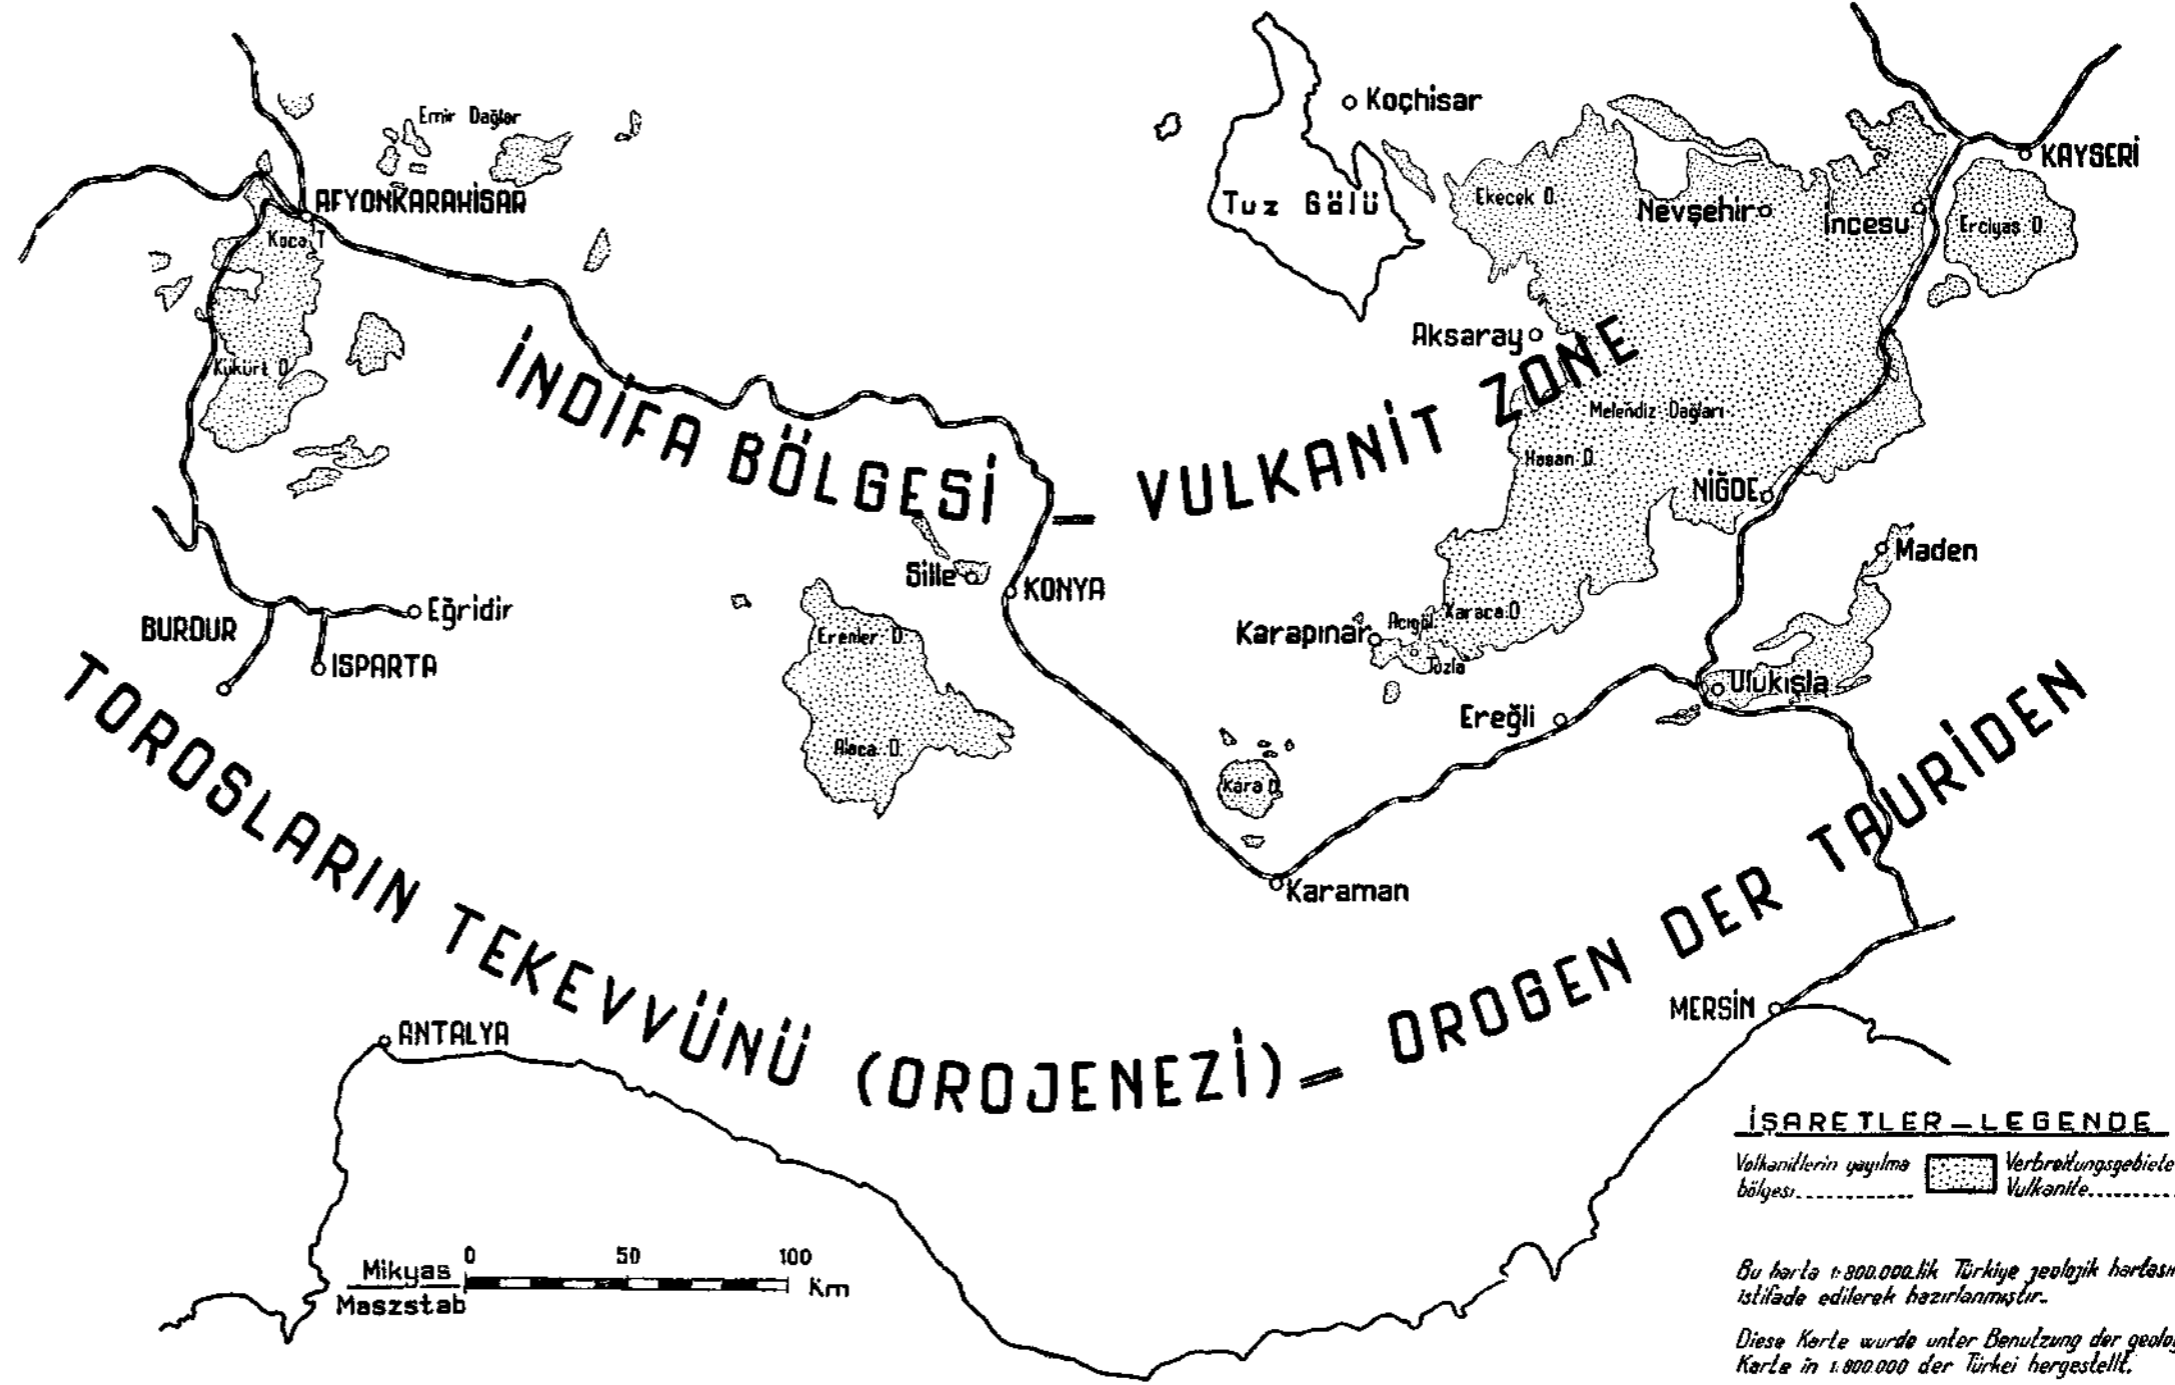 Koçhisar
Emir Dağlar
KAYSERİ
AFYONKARAHİSAR
Ekecek D.
Tuz Gölü
Nevşehir
İncesu
Erciyas D.
Koca T.
Aksaray
Kükürt D.
İNDİFA BÖLGESİ _ VULKANİT ZONE
Melendiz Dağları
Hasan D.
NİĞDE
Maden
Sille
KONYA
Eğridir
BURDUR
Karapınar
Acıgöl
Karaca D.
Erenler D.
ISPARTA
Tuzla
Ulukışla
Ereğli
Alaca D.
Kara D.
Karaman
TOROSLARIN TEKEVVÜNÜ (OROJENEZİ) _ OROGEN DER TAURİDEN
MERSİN
ANTALYA
İŞARETLER _ LEGENDE
Volkanitlerin yayılma
bölgesi
Verbreitungsgebiete
Vulkanite
0 50 100
Mikyas
Km
Maszstab
Bu harta 1:800.000.lik Türkiye jeolojik hartasın
istifade edilerek hazırlanmıştır.
Diese Karte wurde unter Benutzung der geolog
Karte in 1:800.000 der Türkei hergestellt.